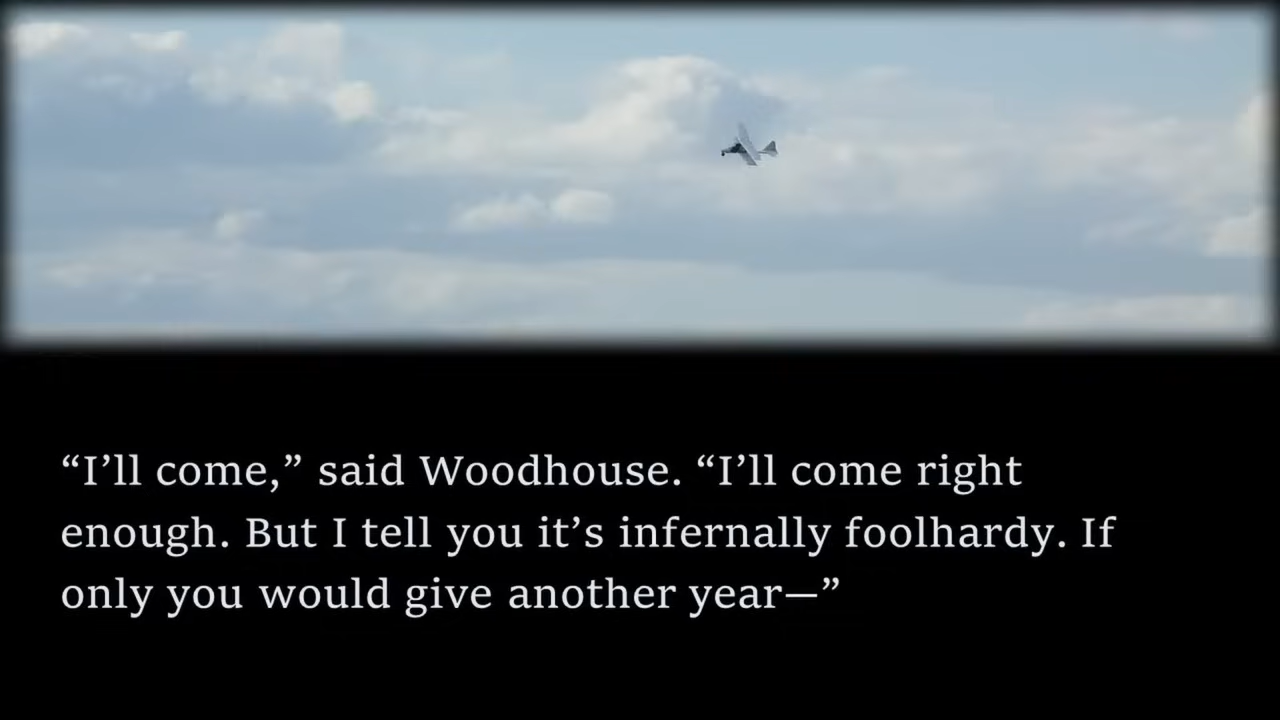 “I’ll come,” said Woodhouse. “I’ll come right
enough. But I tell you it’s infernally foolhardy. If
only you would give another year—”